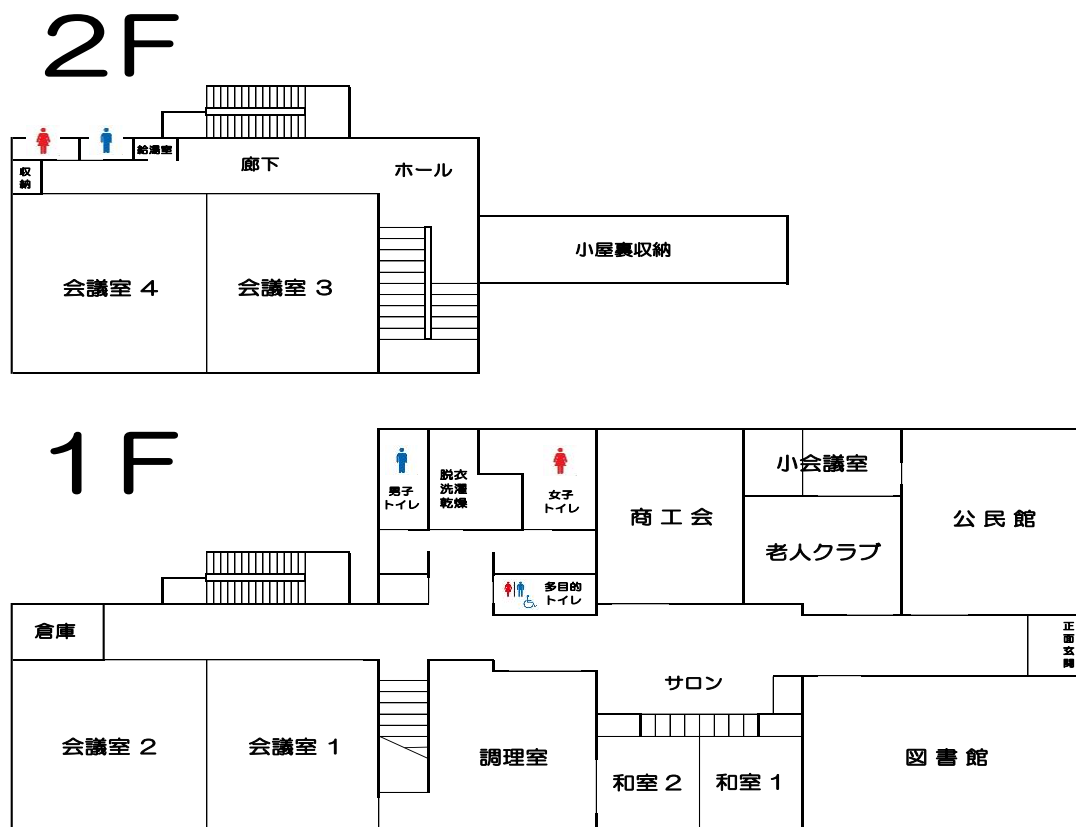 2F
給湯室
廊下
ホール
収
納
小屋裏収納
会議室 4
会議室 3
1F
男子
トイレ
脱衣
洗濯
乾燥
女子
トイレ
商工会
小会議室
老人クラブ
公民館
多目的
トイレ
倉庫
正
面
玄
関
サロン
会議室 2
会議室 1
調理室
和室 2
和室 1
図書館